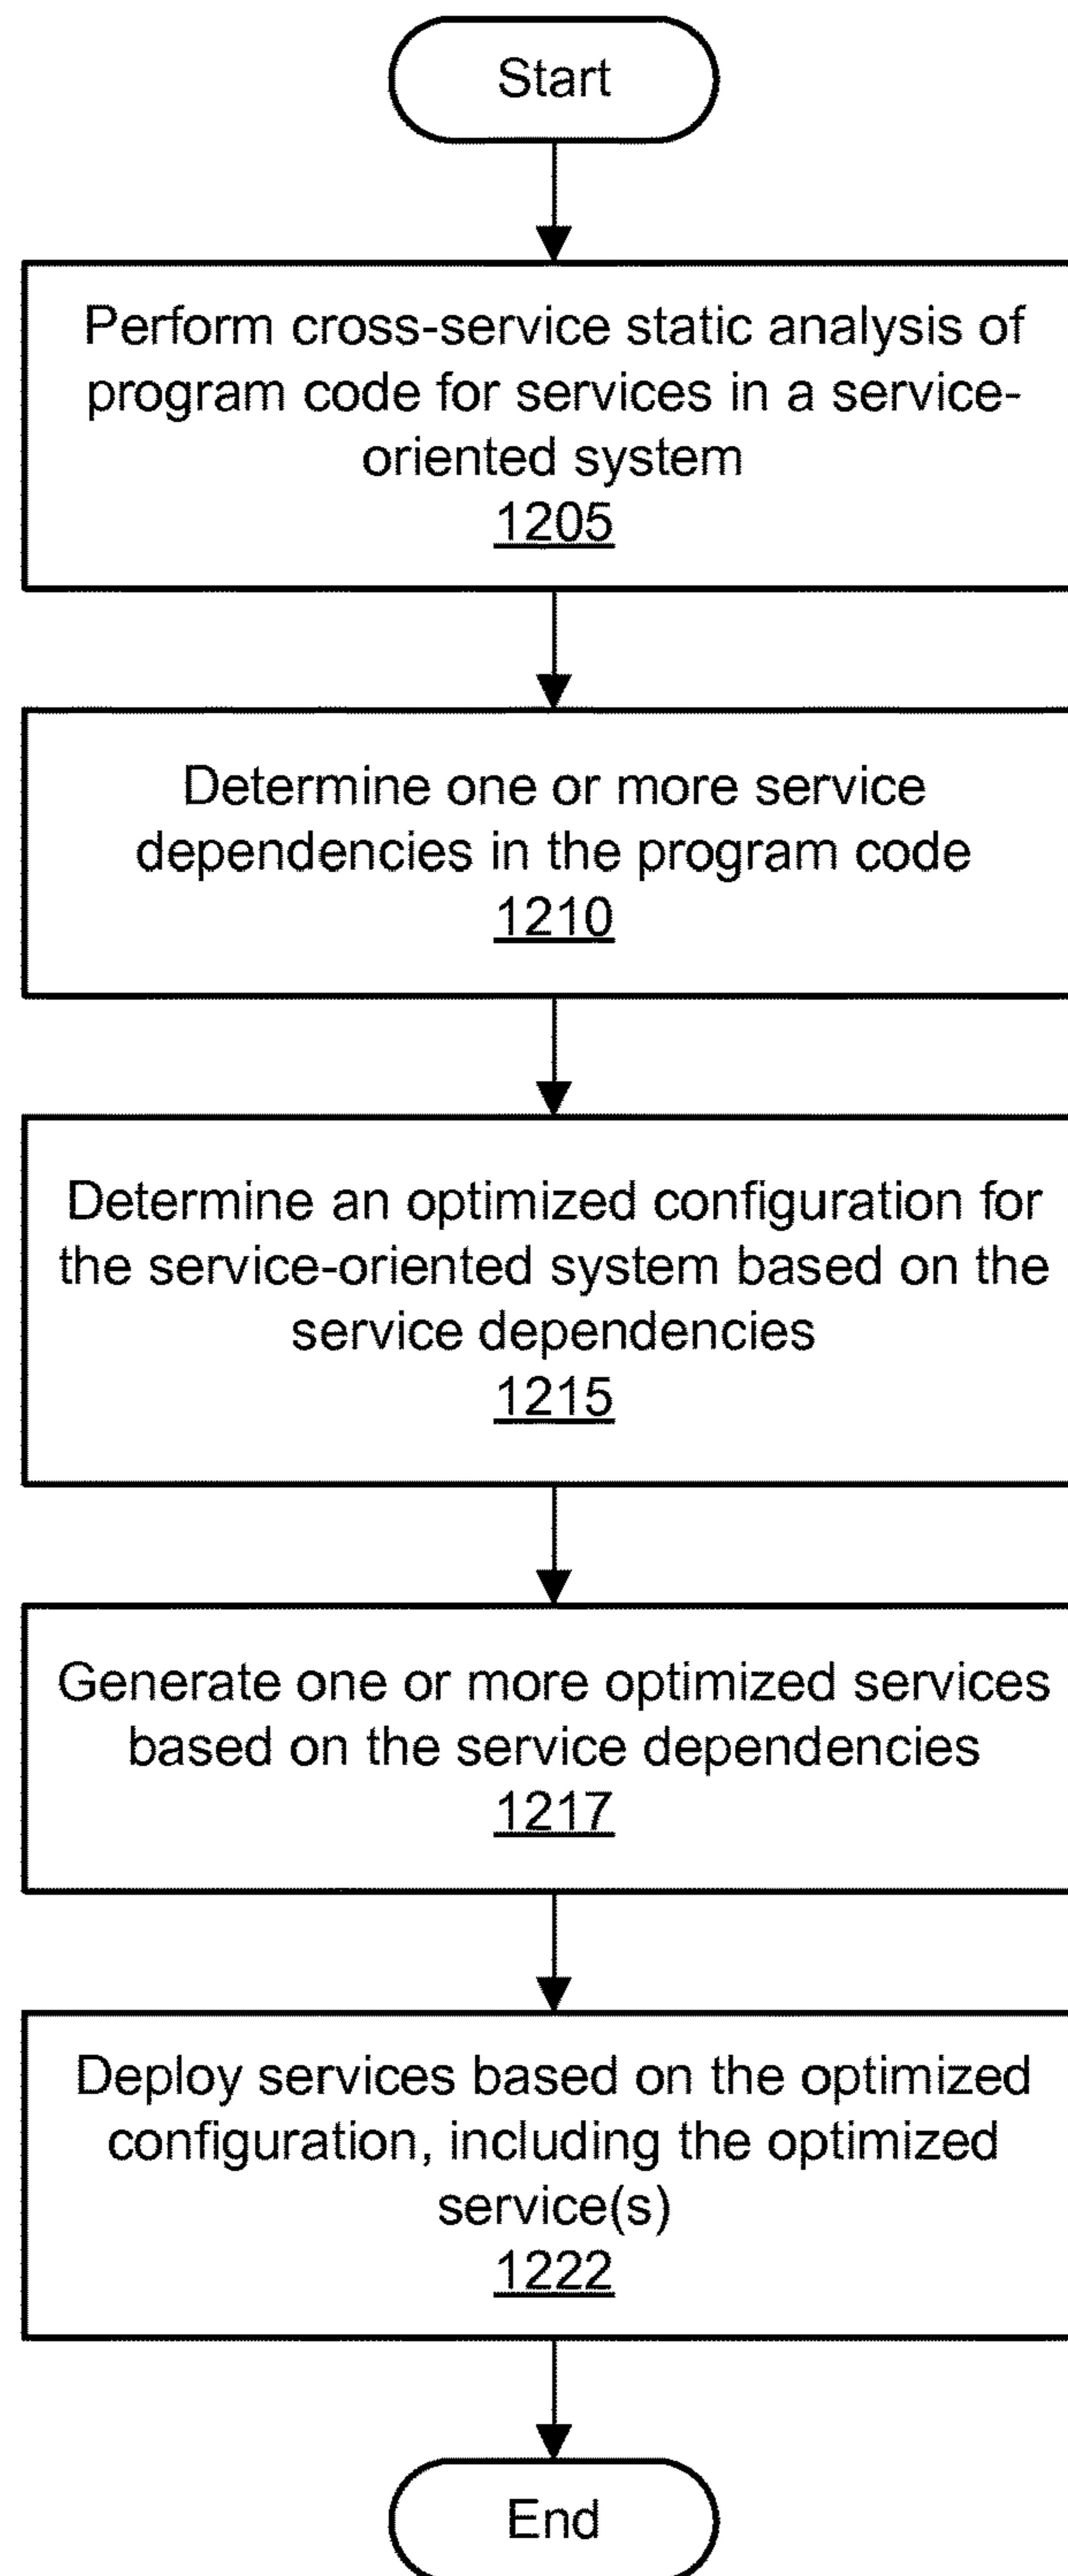 Start
Perform cross-service static analysis of
program code for services in a service-
oriented system
1205
Determine one or more service
dependencies in the program code
1210
Determine an optimized configuration for
the service-oriented system based on the
service dependencies
1215
Generate one or more optimized services
based on the service dependencies
1217
Deploy services based on the optimized
configuration, including the optimized
service(s)
1222
End